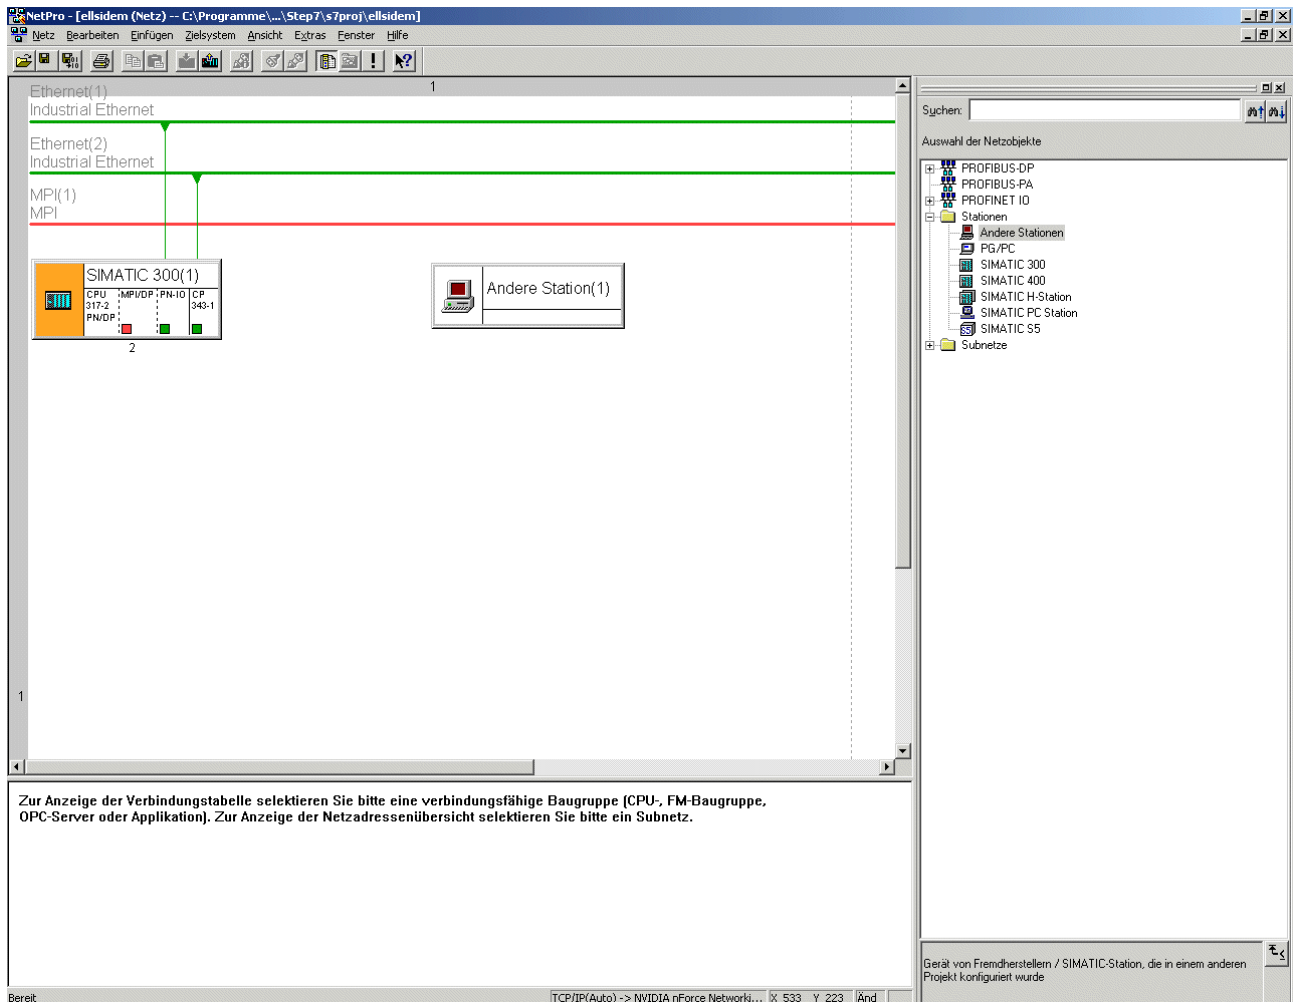 NetPro - [ellsidem (Netz) -- C:\Programme\...\Step7\s7proj\ellsidem]
Netz Bearbeiten Einfügen Zielsystem Ansicht Extras Fenster Hilfe
1
Ethernet(1)
Industrial Ethernet
Ethernet(2)
Industrial Ethernet
MPI(1)
MPI
SIMATIC 300(1)
CPU 317-2 PN/DP
MPI/DP
PN-IO
CP 343-1
2
Andere Station(1)
1
Suchen:
Auswahl der Netzobjekte
PROFIBUS-DP
PROFIBUS-PA
PROFINET IO
Stationen
Andere Stationen
PG/PC
SIMATIC 300
SIMATIC 400
SIMATIC H-Station
SIMATIC PC Station
SIMATIC S5
Subnetze
Zur Anzeige der Verbindungstabelle selektieren Sie bitte eine verbindungsfähige Baugruppe (CPU-, FM-Baugruppe,
OPC-Server oder Applikation). Zur Anzeige der Netzadressenübersicht selektieren Sie bitte ein Subnetz.
Gerät von Fremdherstellern / SIMATIC-Station, die in einem anderen
Projekt konfiguriert wurde
Bereit
TCP/IP(Auto) -> NVIDIA nForce Networki... X 533 Y 223 Änd